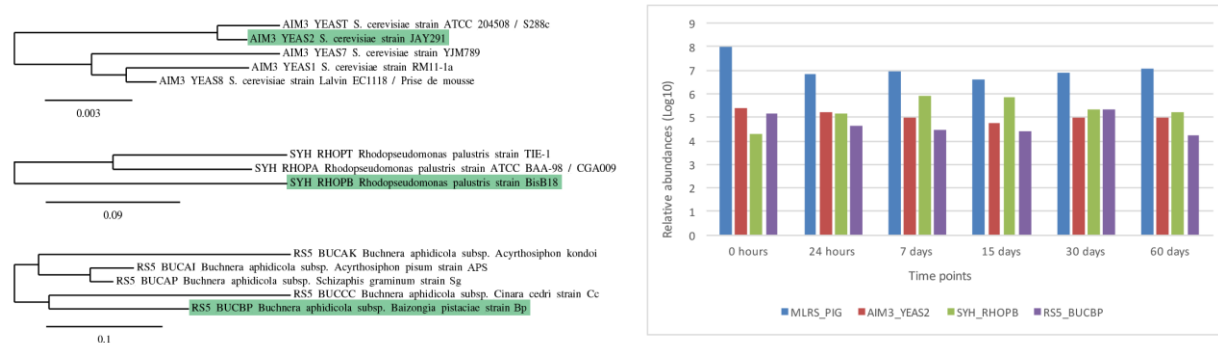 AIM3 YEAST S. cerevisiae strain ATCC 204508 / S288c
AIM3 YEAS2 S. cerevisiae strain JAY291
AIM3 YEAS7 S. cerevisiae strain YJM789
AIM3 YEAS1 S. cerevisiae strain RM11-1a
AIM3 YEAS8 S. cerevisiae strain Lalvin EC1118 / Prise de mousse
0.003
SYH RHOPT Rhodopseudomonas palustris strain TIE-1
SYH RHOPA Rhodopseudomonas palustris strain ATCC BAA-98 / CGA009
SYH RHOPB Rhodopseudomonas palustris strain BisB18
0.09
RS5 BUCAK Buchnera aphidicola subsp. Acyrthosiphon kondoi
RS5 BUCAI Buchnera aphidicola subsp. Acyrthosiphon pisum strain APS
RS5 BUCAP Buchnera aphidicola subsp. Schizaphis graminum strain Sg
RS5 BUCCC Buchnera aphidicola subsp. Cinara cedri strain Cc
RS5 BUCBP Buchnera aphidicola subsp. Baizongia pistaciae strain Bp
0.1
Relative abundances (Log10)
9
8
7
6
5
4
3
2
1
0
0 hours 24 hours 7 days 15 days 30 days 60 days
Time points
MLRS_PIG AIM3_YEAS2 SYH_RHOPB RS5_BUCBP